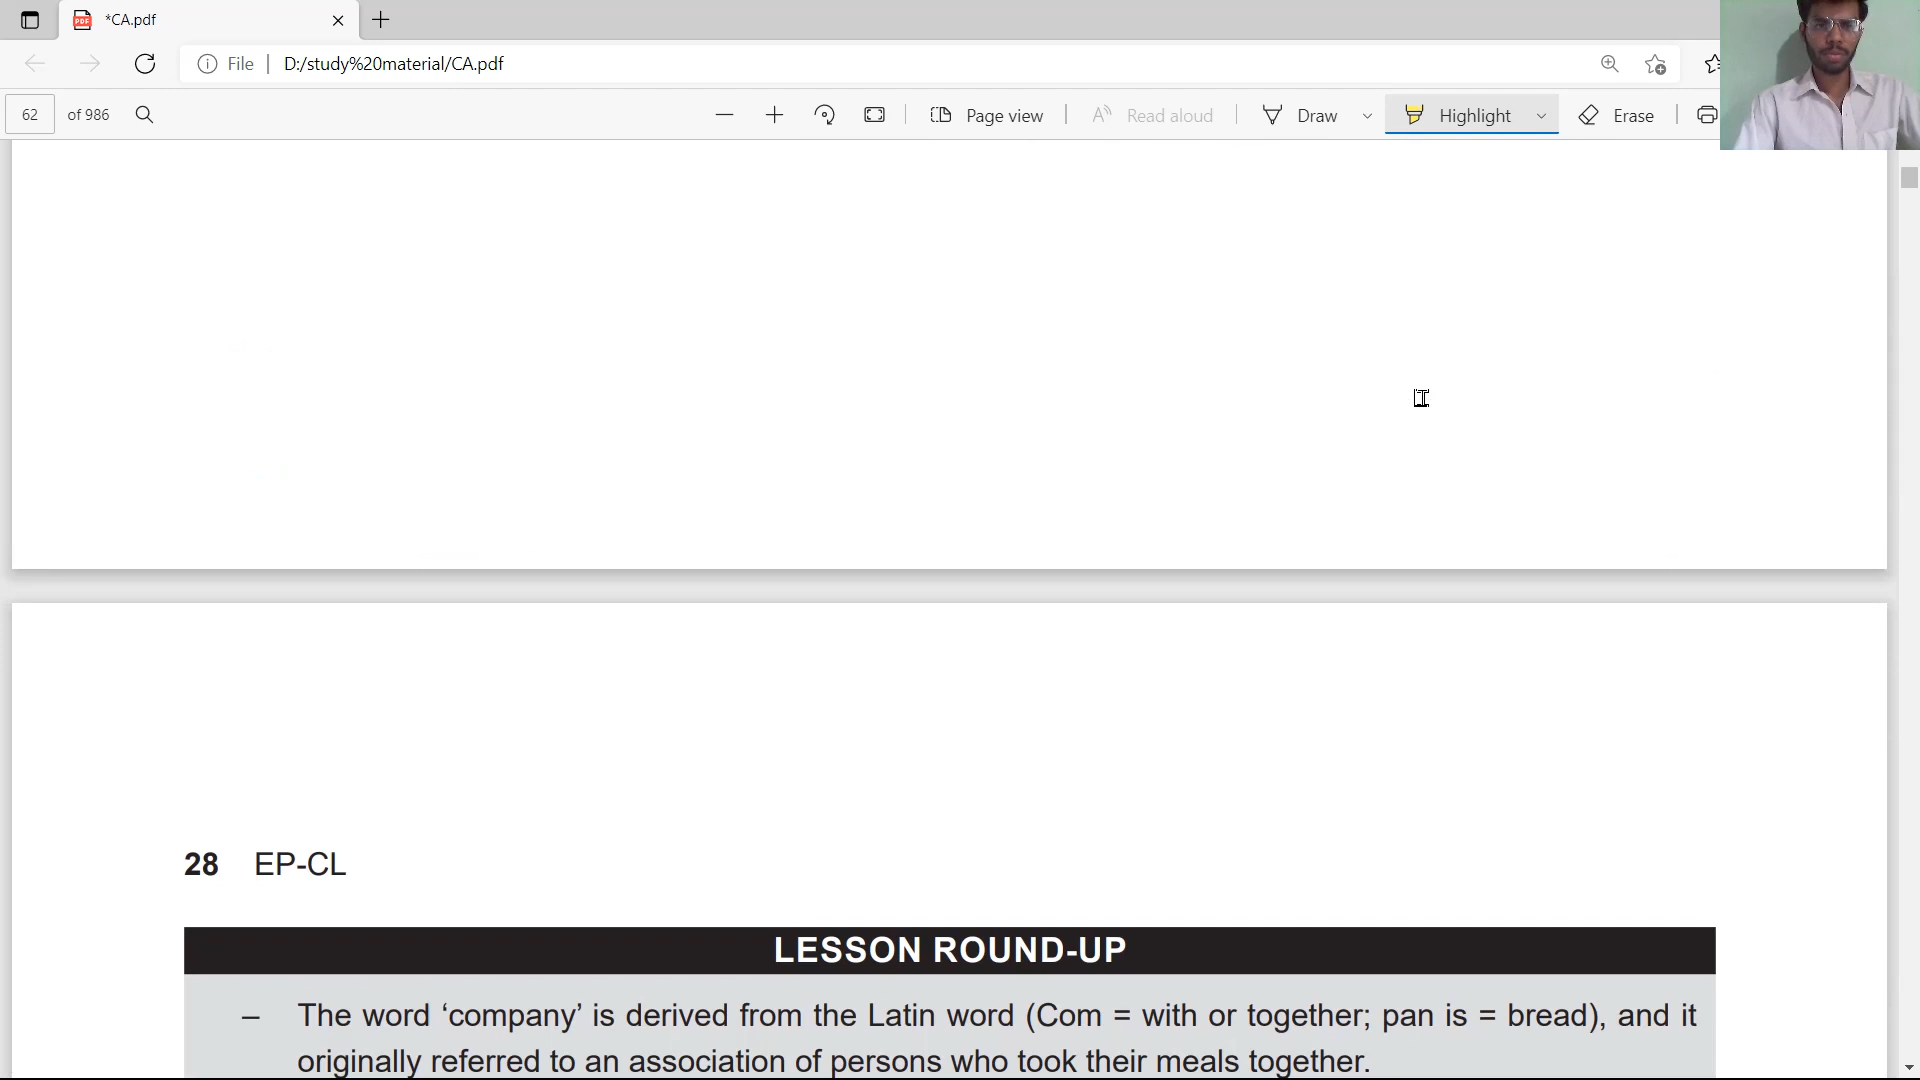 *CA.pdf
File
D:/study%20material/CA.pdf
62 of 986
Page view
Read aloud
Draw
Highlight
Erase
28 EP-CL
LESSON ROUND-UP
– The word ‘company’ is derived from the Latin word (Com = with or together; pan is = bread), and it
originally referred to an association of persons who took their meals together.